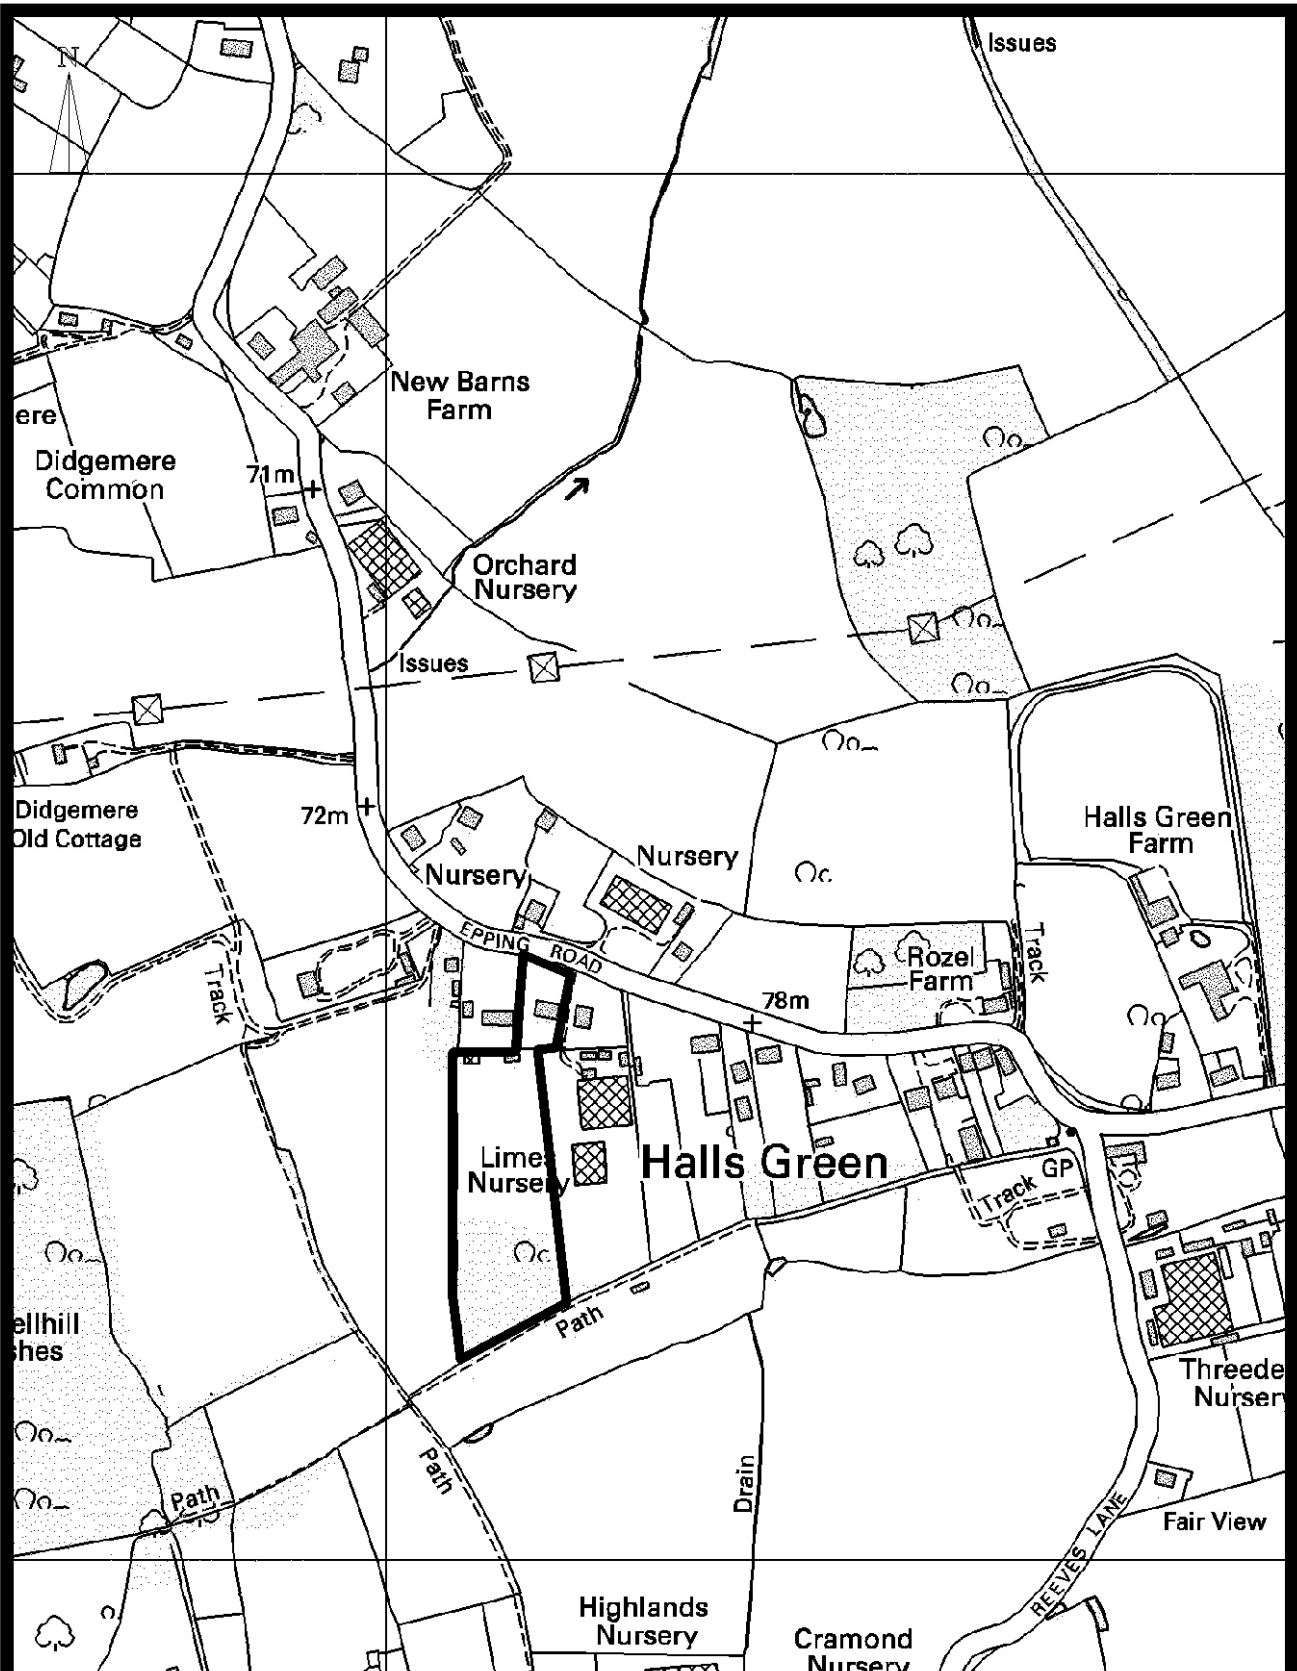 Issues
N
New Barns
Farm
ere
Didgemere
Common
71m
Orchard
Nursery
Issues
Didgemere
Old Cottage
72m
Halls Green
Farm
Nursery
Nursery
EPPING ROAD
Track
Rozel
Farm
Track
78m
Limes
Nursery
Halls Green
GP
Track
ellhill
shes
Path
Threede
Nurser
Path
Path
Drain
REEVES LANE
Fair View
Highlands
Nursery
Cramond
Nursery